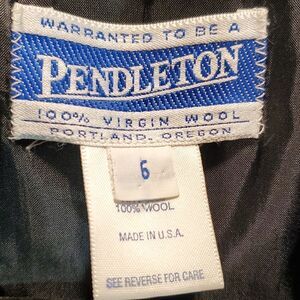 WARRANTED TO BE A
PENDLETON
100% VIRGIN WOOL
PORTLAND, OREGON
6
100% WOOL
MADE IN U.S.A.
SEE REVERSE FOR CARE